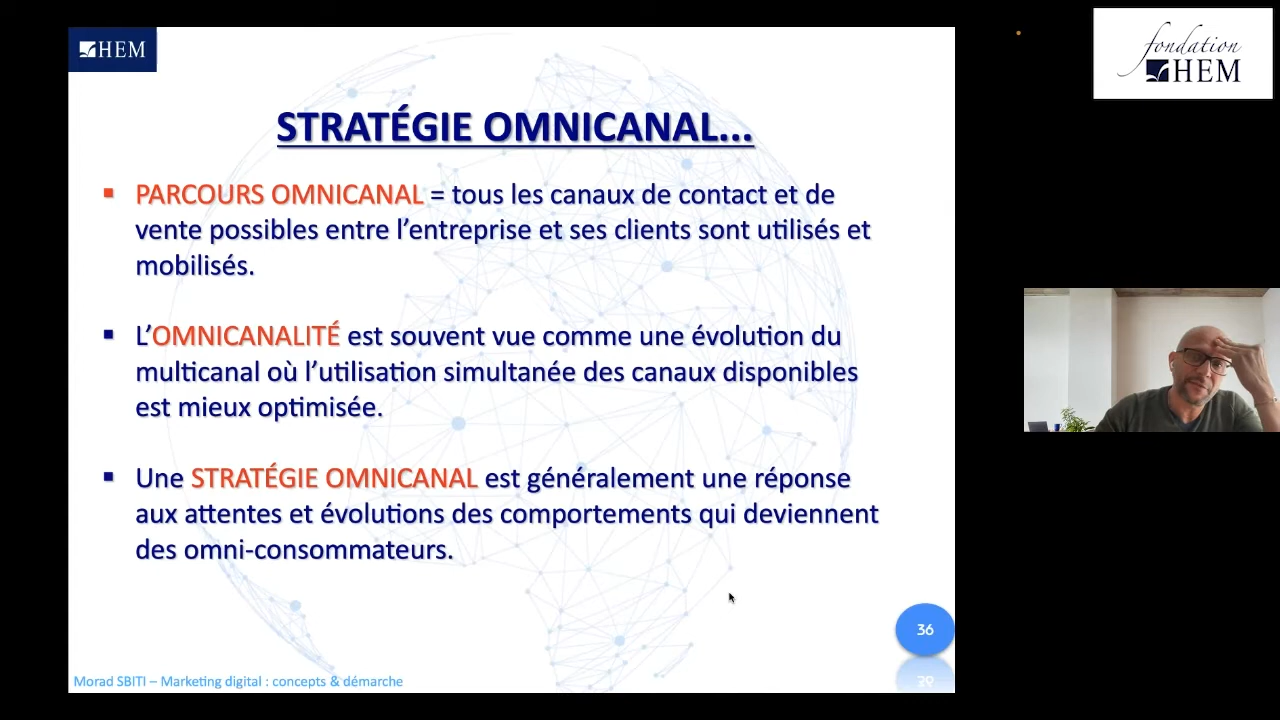 HEM
fondation
HEM
STRATÉGIE OMNICANAL...
PARCOURS OMNICANAL = tous les canaux de contact et de
vente possibles entre l’entreprise et ses clients sont utilisés et
mobilisés.
L’OMNICANALITÉ est souvent vue comme une évolution du
multicanal où l’utilisation simultanée des canaux disponibles
est mieux optimisée.
Une STRATÉGIE OMNICANAL est généralement une réponse
aux attentes et évolutions des comportements qui deviennent
des omni-consommateurs.
36
Morad SBITI – Marketing digital : concepts & démarche